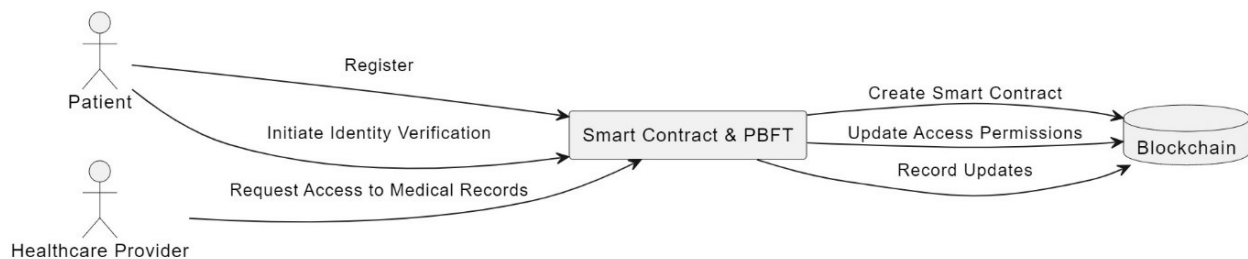 Register
Patient
Initiate Identity Verification
Request Access to Medical Records
Healthcare Provider
Smart Contract & PBFT
Create Smart Contract
Update Access Permissions
Record Updates
Blockchain